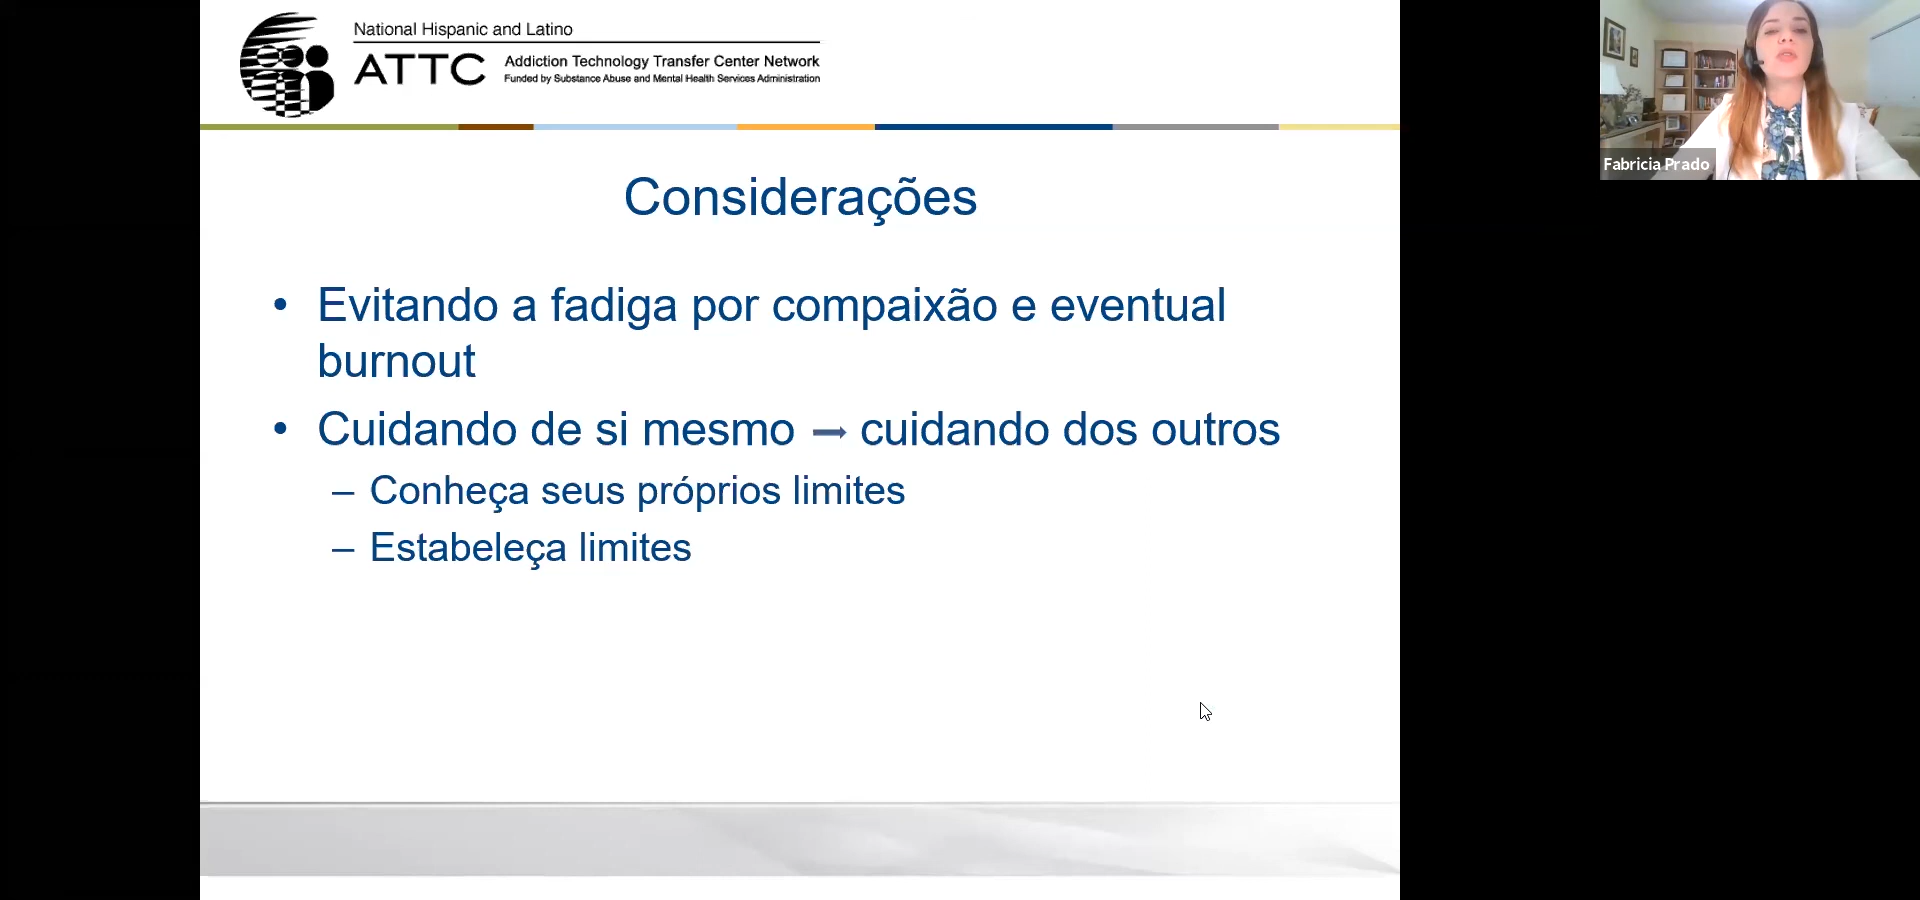 National Hispanic and Latino
ATTC
Addiction Technology Transfer Center Network
Funded by Substance Abuse and Mental Health Services Administration
Considerações
• Evitando a fadiga por compaixão e eventual
burnout
• Cuidando de si mesmo → cuidando dos outros
– Conheça seus próprios limites
– Estabeleça limites
Fabricia Prado